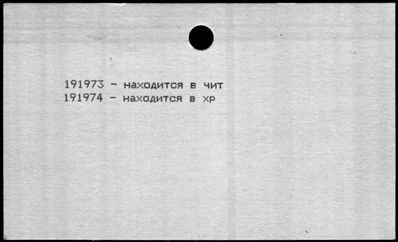 191973 - находится в чит
191974 - находится в хр